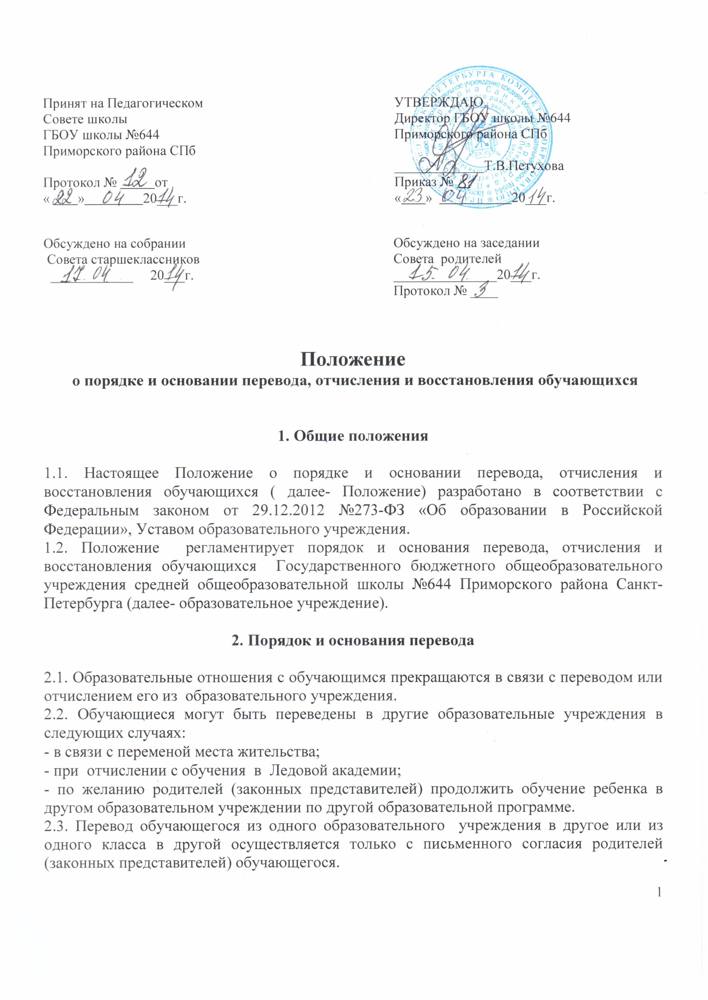 Принят на Педагогическом
Совете школы
ГБОУ школы №644
Приморского района СПб
Протокол № 12 от
« 22 » 04 2014 г.
УТВЕРЖДАЮ
Директор ГБОУ школы №644
Приморского района СПб
Т.В.Петухова
Приказ № 81
« 23 » 04 2014 г.
Обсуждено на собрании
Совета старшеклассников
17. 04 2014 г.
Обсуждено на заседании
Совета родителей
15. 04. 2014 г.
Протокол № 3
Положение
о порядке и основании перевода, отчисления и восстановления обучающихся
1. Общие положения
1.1. Настоящее Положение о порядке и основании перевода, отчисления и
восстановления обучающихся ( далее- Положение) разработано в соответствии с
Федеральным законом от 29.12.2012 №273-ФЗ «Об образовании в Российской
Федерации», Уставом образовательного учреждения.
1.2. Положение регламентирует порядок и основания перевода, отчисления и
восстановления обучающихся Государственного бюджетного общеобразовательного
учреждения средней общеобразовательной школы №644 Приморского района Санкт-
Петербурга (далее- образовательное учреждение).
2. Порядок и основания перевода
2.1. Образовательные отношения с обучающимся прекращаются в связи с переводом или
отчислением его из образовательного учреждения.
2.2. Обучающиеся могут быть переведены в другие образовательные учреждения в
следующих случаях:
- в связи с переменой места жительства;
- при отчислении с обучения в Ледовой академии;
- по желанию родителей (законных представителей) продолжить обучение ребенка в
другом образовательном учреждении по другой образовательной программе.
2.3. Перевод обучающегося из одного образовательного учреждения в другое или из
одного класса в другой осуществляется только с письменного согласия родителей
(законных представителей) обучающегося.
1